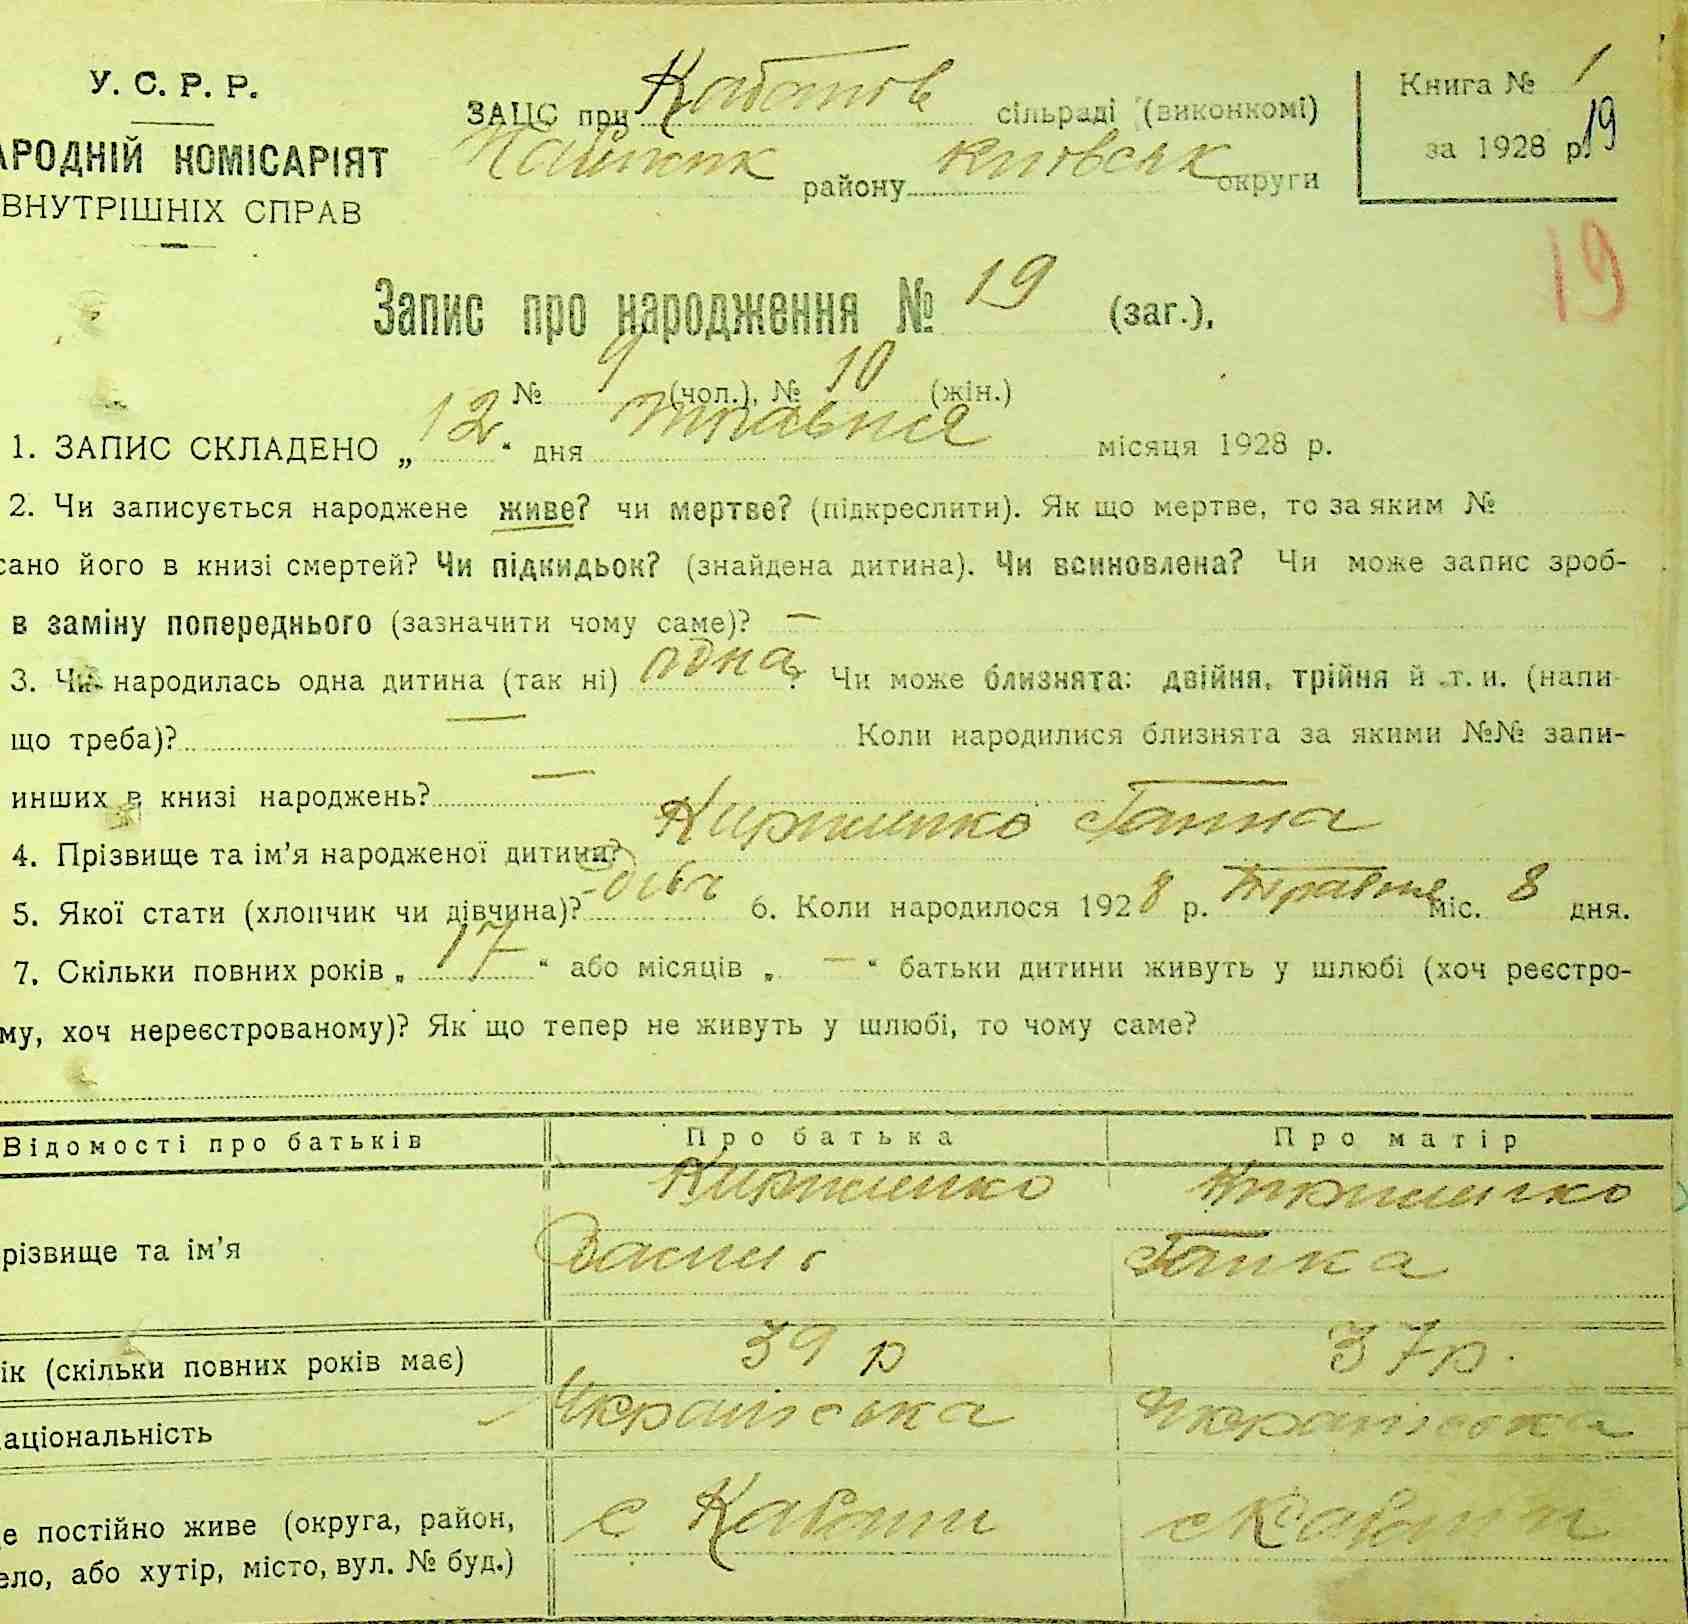 У. С. Р. Р.
АРОДНІЙ КОМІСАРІЯТ
ВНУТРІШНІХ СПРАВ
ЗАЦС при сільраді (виконкомі)
району Київськ округи
Книга № 1
за 1928 р. 19
19
Запис про народження № 19 (заг.),
№ 9 (чол.), № 10 (жін.)
1. ЗАПИС СКЛАДЕНО „ 12 “ дня травня місяця 1928 р.
2. Чи записується народжене живе? чи мертве? (підкреслити). Як що мертве, то за яким №
сано його в книзі смертей? Чи підкидьок? (знайдена дитина). Чи всиновлена? Чи може запис зроб-
в заміну попереднього (зазначити чому саме)? —
3. Чи народилась одна дитина (так ні) одна ? Чи може близнята: двійня, трійня й т. и. (напи-
що треба)? — Коли народилися близнята за якими №№ запи-
инших в книзі народжень? —
4. Прізвище та ім’я народженої дитини? Ганна
5. Якої стати (хлопчик чи дівчина)? дівч 6. Коли народилося 1928 р. травня міс. 8 дня.
7. Скільки повних років „ 17 “ або місяців „ — “ батьки дитини живуть у шлюбі (хоч реєстро-
му, хоч нереєстрованому)? Як що тепер не живуть у шлюбі, то чому саме?
Відомості про батьків Про батька Про матір
різвище та ім’я
Василь Ганка
ік (скільки повних років має) 39 р 37 р.
аціональність Українська Українська
е постійно живе (округа, район,
ело, або хутір, місто, вул. № буд.)
с с